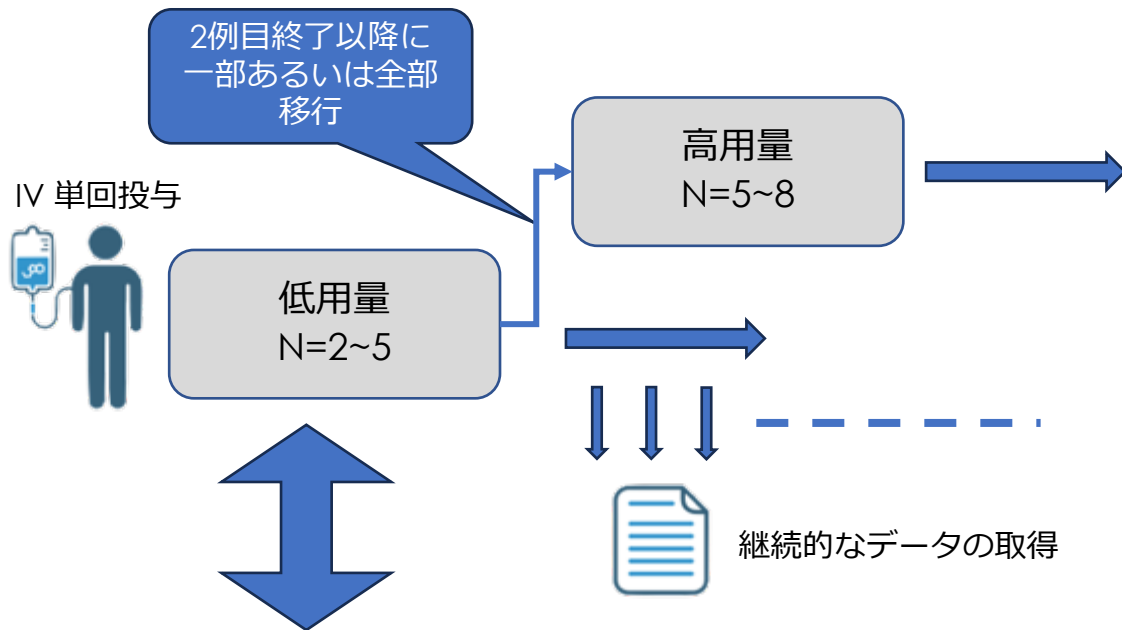 2例目終了以降に
一部あるいは全部
移行
高用量
N=5~8
IV 単回投与
低用量
N=2~5
継続的なデータの取得